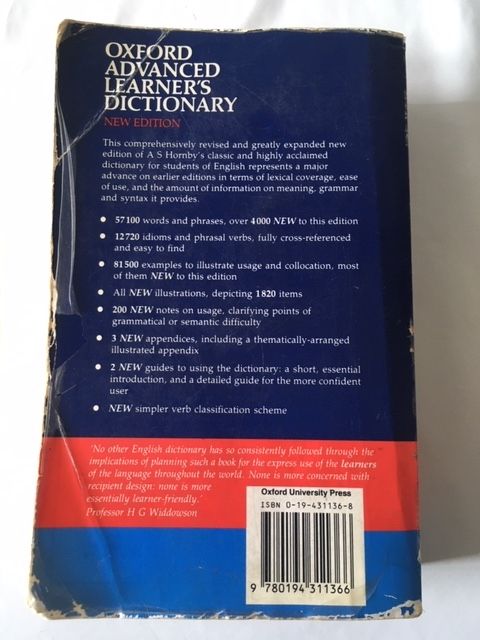 OXFORD
ADVANCED
LEARNER'S
DICTIONARY
NEW EDITION
This comprehensively revised and greatly expanded new
edition of A S Hornby's classic and highly acclaimed
dictionary for students of English represents a major
advance on earlier editions in terms of lexical coverage, ease
of use, and the amount of information on meaning, grammar
and syntax it provides.
• 57100 words and phrases, over 4000 NEW to this edition
• 12720 idioms and phrasal verbs, fully cross-referenced
and easy to find
• 81500 examples to illustrate usage and collocation, most
of them NEW to this edition
• All NEW illustrations, depicting 1820 items
• 200 NEW notes on usage, clarifying points of
grammatical or semantic difficulty
• 3 NEW appendices, including a thematically-arranged
illustrated appendix
• 2 NEW guides to using the dictionary: a short, essential
introduction, and a detailed guide for the more confident
user
• NEW simpler verb classification scheme
'No other English dictionary has so consistently followed through the
implications of planning such a book for the express use of the learners
of the language throughout the world. None is more concerned with
recipient design: none is more
essentially learner-friendly.'
Professor H G Widdowson
Oxford University Press
ISBN 0-19-431136-8
9 780194 311366